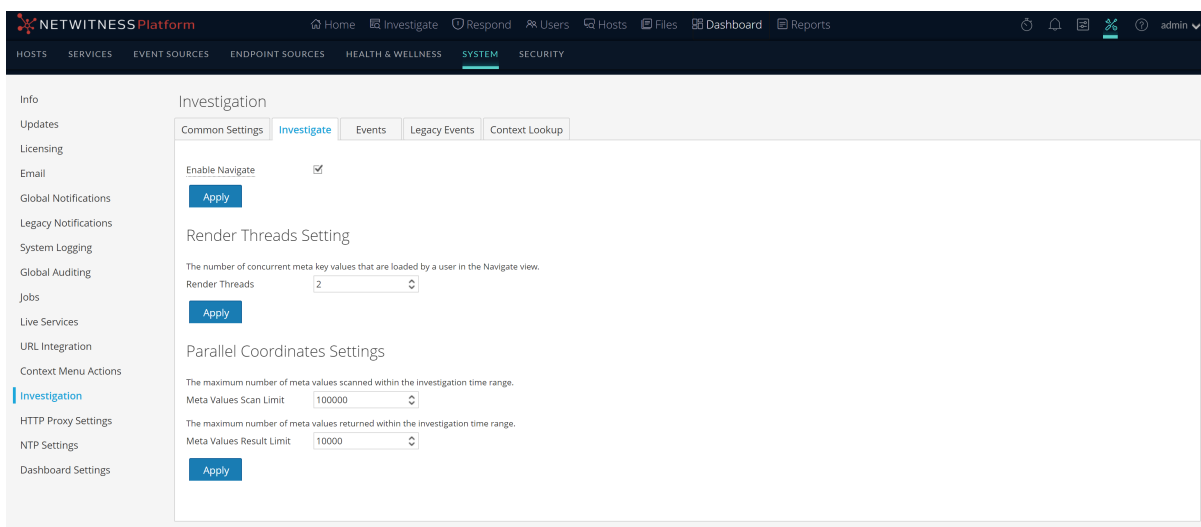 NETWITNESS Platform Home Investigate Respond Users Hosts Files Dashboard Reports admin
HOSTS SERVICES EVENT SOURCES ENDPOINT SOURCES HEALTH & WELLNESS SYSTEM SECURITY
Info
Updates
Licensing
Email
Global Notifications
Legacy Notifications
System Logging
Global Auditing
Jobs
Live Services
URL Integration
Context Menu Actions
Investigation
HTTP Proxy Settings
NTP Settings
Dashboard Settings
Investigation
Common Settings Investigate Events Legacy Events Context Lookup
Enable Navigate
Apply
Render Threads Setting
The number of concurrent meta key values that are loaded by a user in the Navigate view.
Render Threads 2
Apply
Parallel Coordinates Settings
The maximum number of meta values scanned within the investigation time range.
Meta Values Scan Limit 100000
The maximum number of meta values returned within the investigation time range.
Meta Values Result Limit 10000
Apply